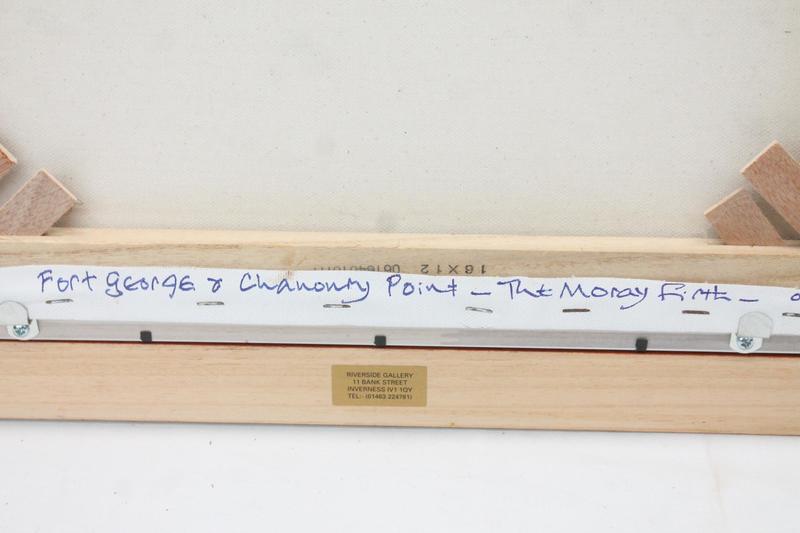 16X12
Fort George & Chanonry Point - The Moray Firth -
RIVERSIDE GALLERY
11 BANK STREET
INVERNESS IV1 1QY
TEL:- (01463 224781)